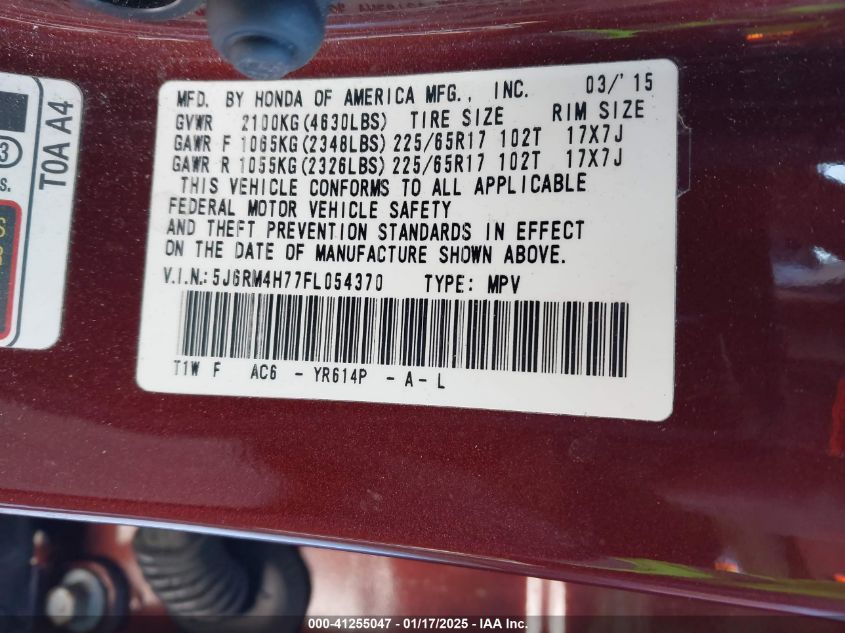 MFD. BY HONDA OF AMERICA MFG., INC. 03/'15
GVWR 2100KG(4630LBS) TIRE SIZE RIM SIZE
GAWR F 1065KG(2348LBS) 225/65R17 102T 17X7J
GAWR R 1055KG(2326LBS) 225/65R17 102T 17X7J
THIS VEHICLE CONFORMS TO ALL APPLICABLE
FEDERAL MOTOR VEHICLE SAFETY
AND THEFT PREVENTION STANDARDS IN EFFECT
ON THE DATE OF MANUFACTURE SHOWN ABOVE.
V.I.N.: 5J6RM4H77FL054370 TYPE: MPV
T1W F AC6 - YR614P - A - L
T0A A4
3
000-41255047 - 01/17/2025 - IAA Inc.